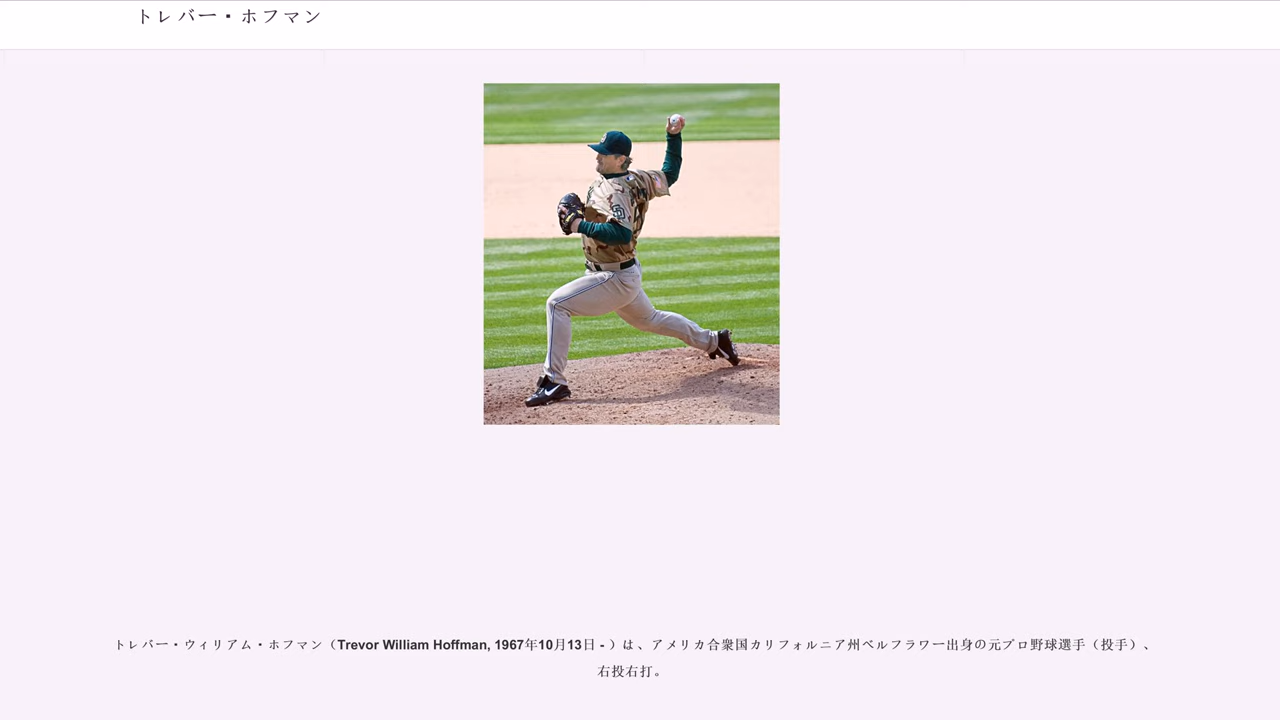 トレバー・ホフマン
SD
トレバー・ウィリアム・ホフマン（Trevor William Hoffman, 1967年10月13日 - ）は、アメリカ合衆国カリフォルニア州ベルフラワー出身の元プロ野球選手（投手）、
右投右打。